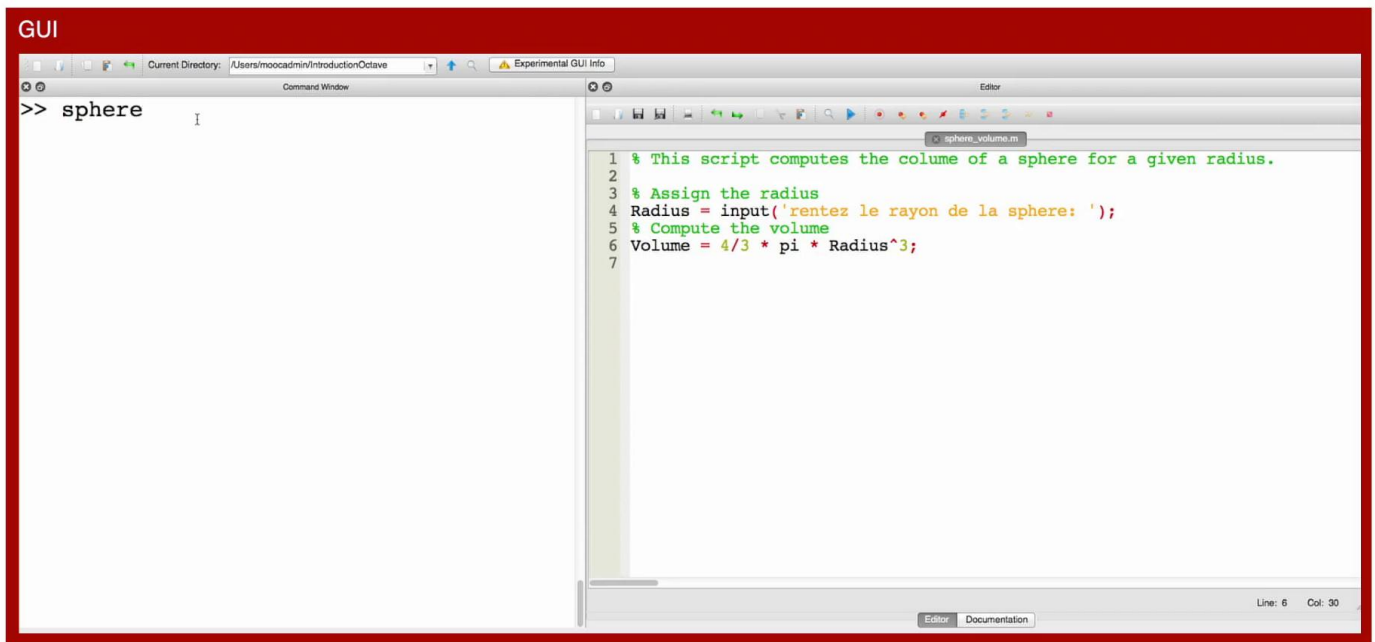 GUI
Current Directory: /Users/moocadmin/IntroductionOctave Experimental GUI Info
Command Window
>> sphere
Editor
sphere_volume.m
1 % This script computes the colume of a sphere for a given radius.
2
3 % Assign the radius
4 Radius = input('rentez le rayon de la sphere: ');
5 % Compute the volume
6 Volume = 4/3 * pi * Radius^3;
7
Line: 6 Col: 30
Editor Documentation